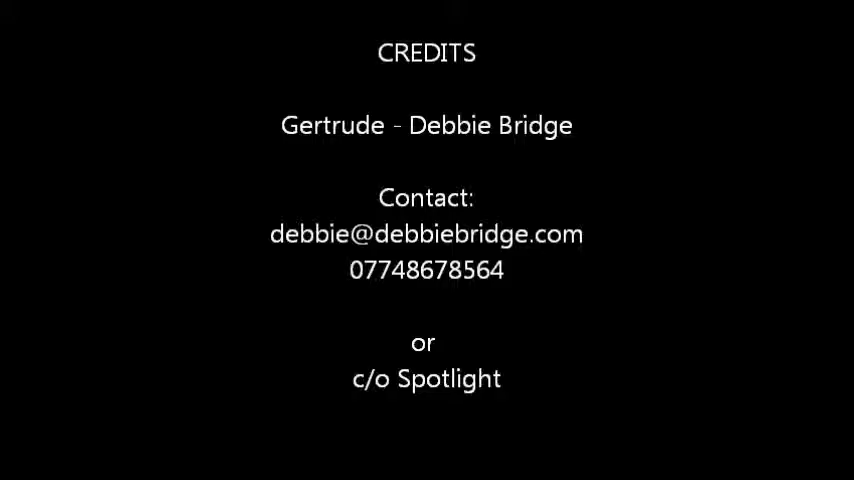 CREDITS
Gertrude - Debbie Bridge
Contact:
debbie@debbiebridge.com
07748678564
or
c/o Spotlight